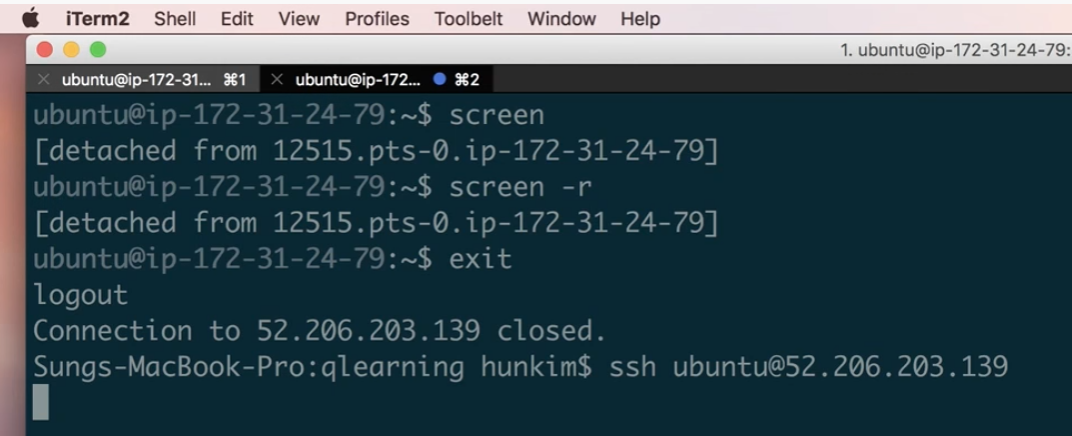 iTerm2 Shell Edit View Profiles Toolbelt Window Help
1. ubuntu@ip-172-31-24-79:
ubuntu@ip-172-31... ⌘1 ubuntu@ip-172... ⌘2
ubuntu@ip-172-31-24-79:~$ screen
[detached from 12515.pts-0.ip-172-31-24-79]
ubuntu@ip-172-31-24-79:~$ screen -r
[detached from 12515.pts-0.ip-172-31-24-79]
ubuntu@ip-172-31-24-79:~$ exit
logout
Connection to 52.206.203.139 closed.
Sungs-MacBook-Pro:qlearning hunkim$ ssh ubuntu@52.206.203.139